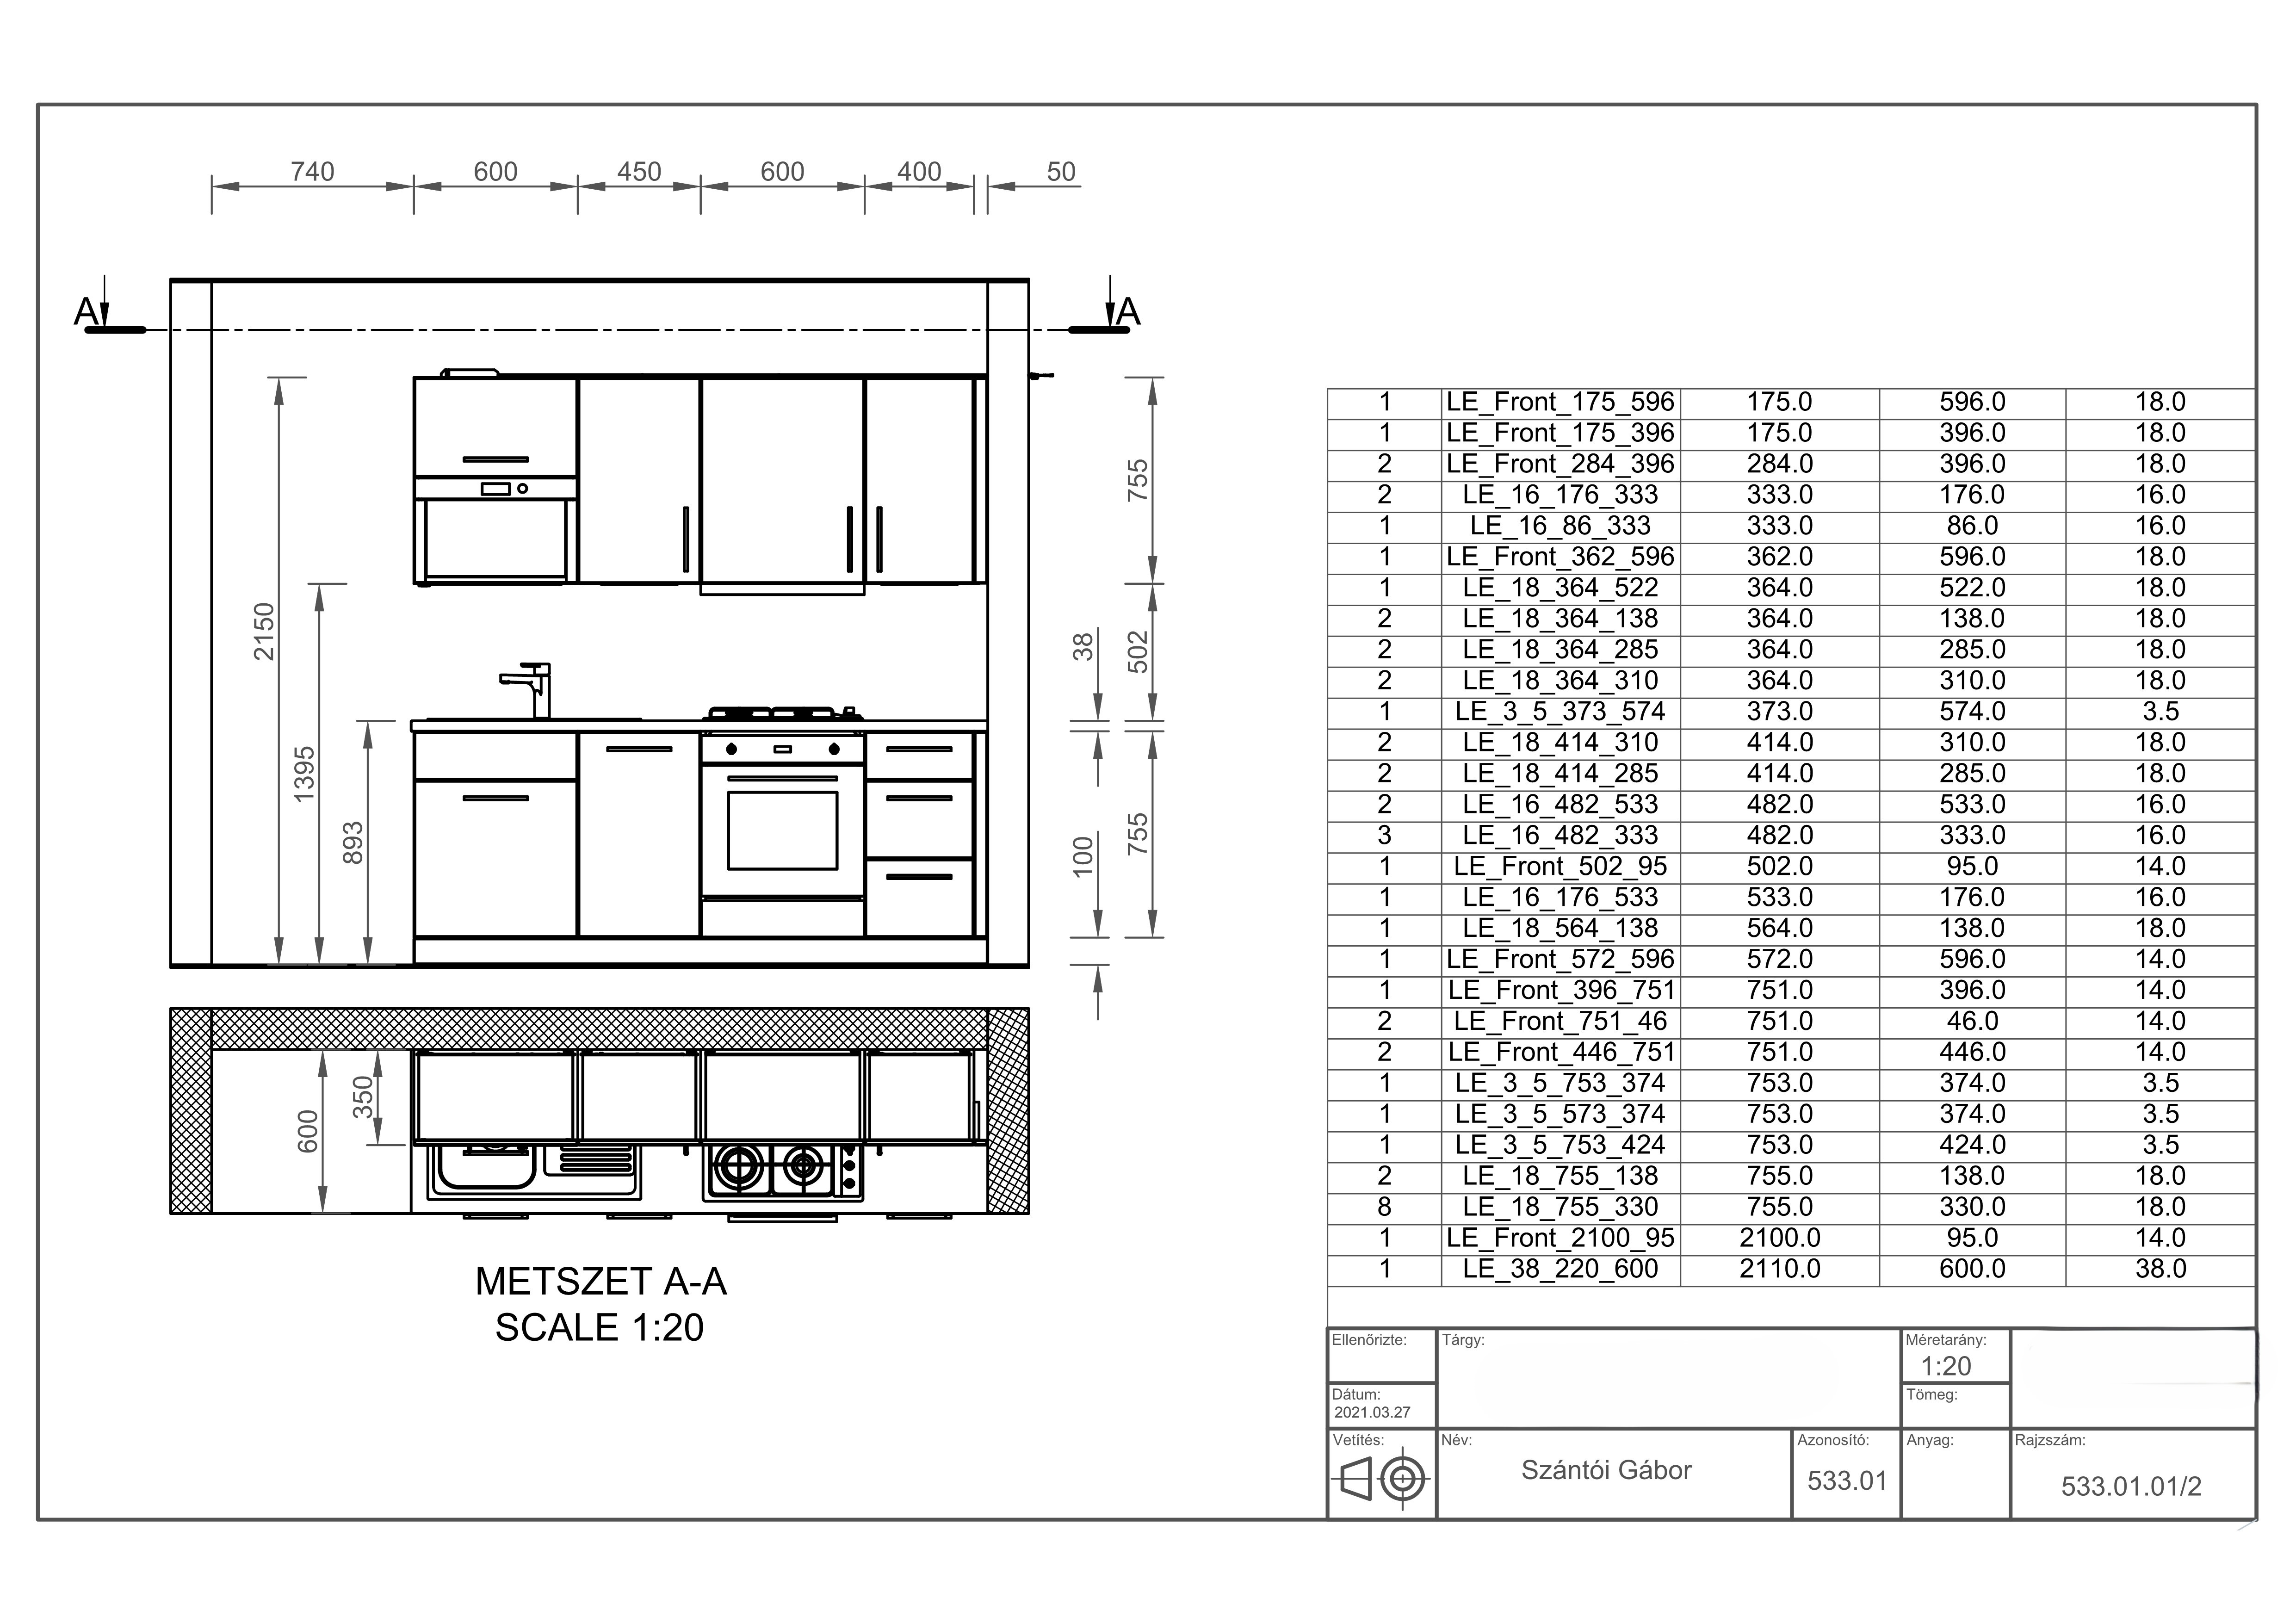 740 600 450 600 400 50
A A
2150
1395
893
755
502
38
755
100
600
350
METSZET A-A
SCALE 1:20
1 LE_Front_175_596 175.0 596.0 18.0
1 LE_Front_175_396 175.0 396.0 18.0
2 LE_Front_284_396 284.0 396.0 18.0
2 LE_16_176_333 333.0 176.0 16.0
1 LE_16_86_333 333.0 86.0 16.0
1 LE_Front_362_596 362.0 596.0 18.0
1 LE_18_364_522 364.0 522.0 18.0
2 LE_18_364_138 364.0 138.0 18.0
2 LE_18_364_285 364.0 285.0 18.0
2 LE_18_364_310 364.0 310.0 18.0
1 LE_3_5_373_574 373.0 574.0 3.5
2 LE_18_414_310 414.0 310.0 18.0
2 LE_18_414_285 414.0 285.0 18.0
2 LE_16_482_533 482.0 533.0 16.0
3 LE_16_482_333 482.0 333.0 16.0
1 LE_Front_502_95 502.0 95.0 14.0
1 LE_16_176_533 533.0 176.0 16.0
1 LE_18_564_138 564.0 138.0 18.0
1 LE_Front_572_596 572.0 596.0 14.0
1 LE_Front_396_751 751.0 396.0 14.0
2 LE_Front_751_46 751.0 46.0 14.0
2 LE_Front_446_751 751.0 446.0 14.0
1 LE_3_5_753_374 753.0 374.0 3.5
1 LE_3_5_573_374 753.0 374.0 3.5
1 LE_3_5_753_424 753.0 424.0 3.5
2 LE_18_755_138 755.0 138.0 18.0
8 LE_18_755_330 755.0 330.0 18.0
1 LE_Front_2100_95 2100.0 95.0 14.0
1 LE_38_220_600 2110.0 600.0 38.0
Ellenőrizte: Tárgy: Méretarány:
1:20
Dátum: Tömeg:
2021.03.27
Vetítés: Név: Azonosító: Anyag: Rajzszám:
Szántói Gábor 533.01 533.01.01/2